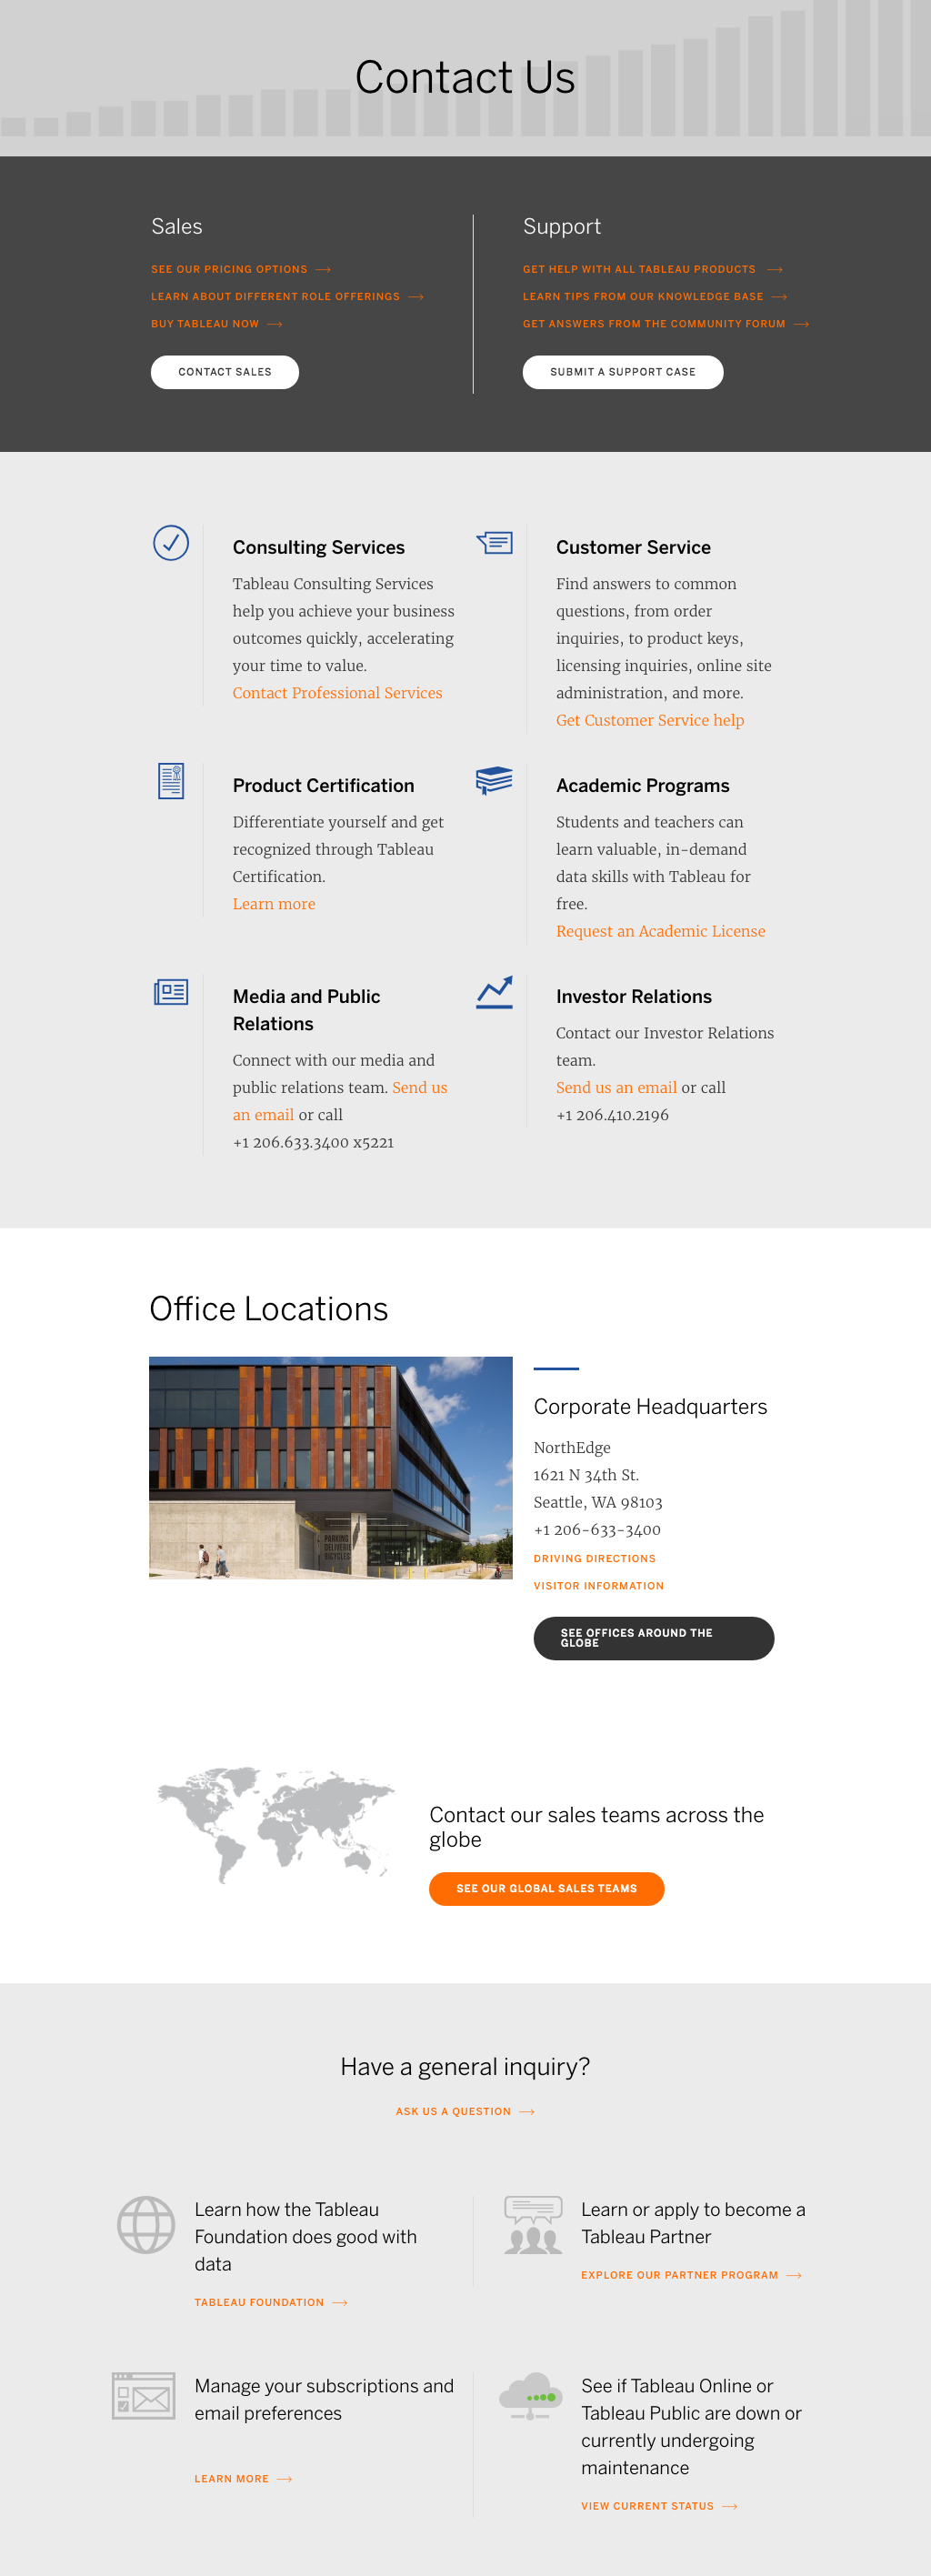 Contact Us
Sales
SEE OUR PRICING OPTIONS
LEARN ABOUT DIFFERENT ROLE OFFERINGS
BUY TABLEAU NOW
CONTACT SALES
Support
GET HELP WITH ALL TABLEAU PRODUCTS
LEARN TIPS FROM OUR KNOWLEDGE BASE
GET ANSWERS FROM THE COMMUNITY FORUM
SUBMIT A SUPPORT CASE
Consulting Services
Tableau Consulting Services
help you achieve your business
outcomes quickly, accelerating
your time to value.
Contact Professional Services
Customer Service
Find answers to common
questions, from order
inquiries, to product keys,
licensing inquiries, online site
administration, and more.
Get Customer Service help
Product Certification
Differentiate yourself and get
recognized through Tableau
Certification.
Learn more
Academic Programs
Students and teachers can
learn valuable, in-demand
data skills with Tableau for
free.
Request an Academic License
Media and Public
Relations
Connect with our media and
public relations team. Send us
an email or call
+1 206.633.3400 x5221
Investor Relations
Contact our Investor Relations
team.
Send us an email or call
+1 206.410.2196
Office Locations
PARKING
DELIVERIE
BICYCLES
Corporate Headquarters
NorthEdge
1621 N 34th St.
Seattle, WA 98103
+1 206-633-3400
DRIVING DIRECTIONS
VISITOR INFORMATION
SEE OFFICES AROUND THE
GLOBE
Contact our sales teams across the
globe
SEE OUR GLOBAL SALES TEAMS
Have a general inquiry?
ASK US A QUESTION
Learn how the Tableau
Foundation does good with
data
TABLEAU FOUNDATION
Learn or apply to become a
Tableau Partner
EXPLORE OUR PARTNER PROGRAM
Manage your subscriptions and
email preferences
LEARN MORE
See if Tableau Online or
Tableau Public are down or
currently undergoing
maintenance
VIEW CURRENT STATUS